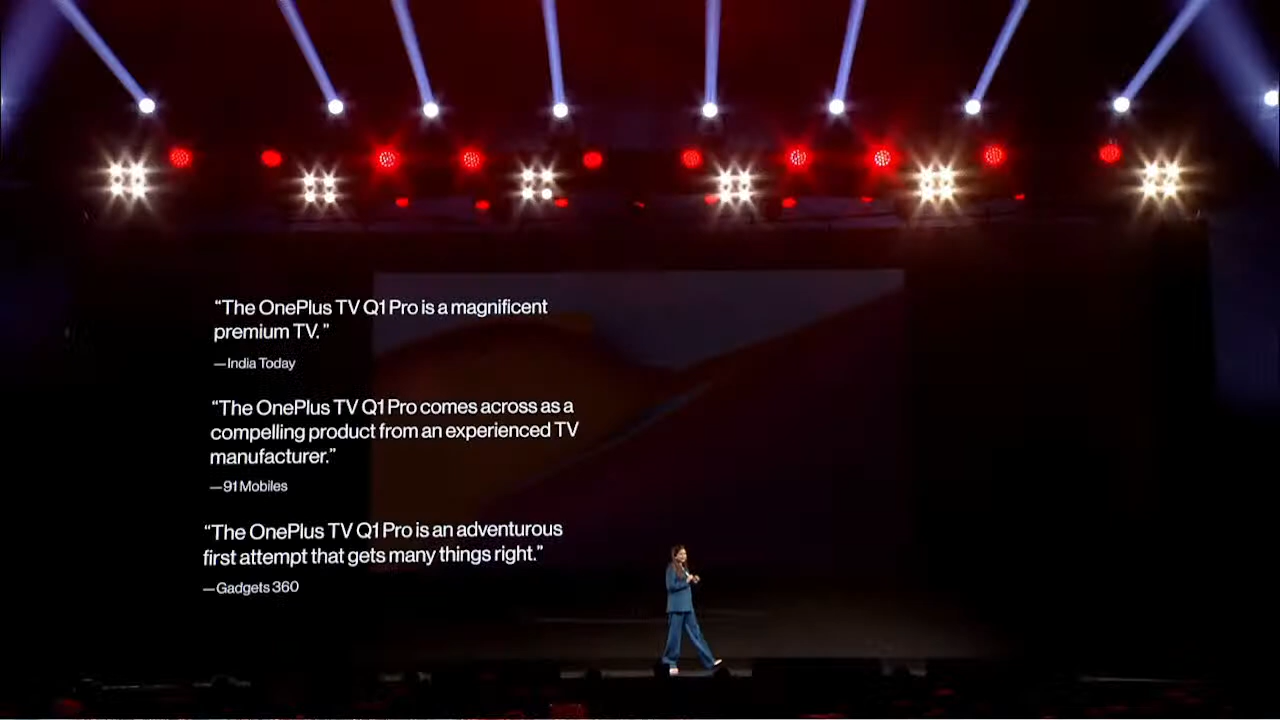 “The OnePlus TV Q1 Pro is a magnificent
premium TV. ”
—India Today
“The OnePlus TV Q1 Pro comes across as a
compelling product from an experienced TV
manufacturer.”
—91 Mobiles
“The OnePlus TV Q1 Pro is an adventurous
first attempt that gets many things right.”
—Gadgets 360